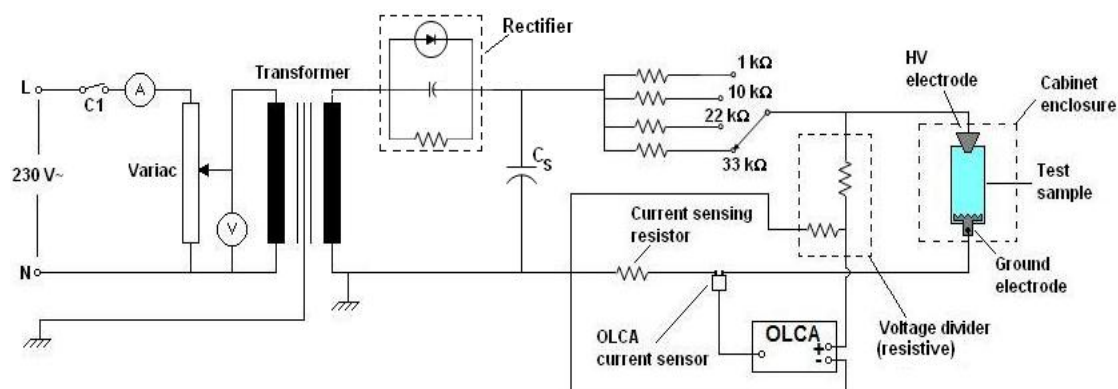 Rectifier
1 kΩ
HV
electrode
L
C1
A
Transformer
10 kΩ
Cabinet
enclosure
22 kΩ
230 V~
Variac
C_S
33 kΩ
Test
sample
V
Current sensing
resistor
N
Ground
electrode
OLCA
current sensor
OLCA
+
-
Voltage divider
(resistive)